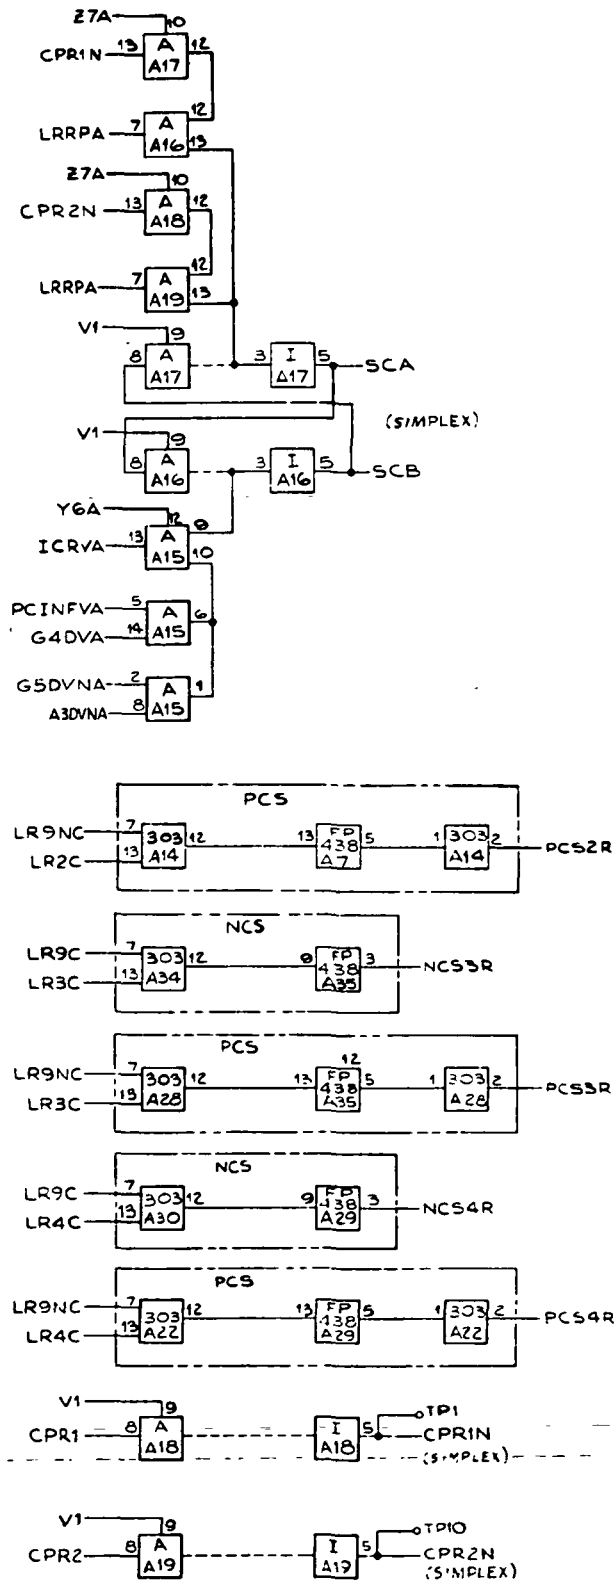 Z7A 10
CPR1N 13 A 12
A17
12
LRRPA 7 A
A16 13
Z7A 10
CPR2N 13 A 12
A18
12
LRRPA 7 A
A19 13
V1 9
8 A 3 I 5 SCA
A17 A17
(SIMPLEX)
V1 9
8 A 3 I 5 SCB
A16 A16
Y6A 12 9
ICRVA 13 A
A15 10
PCINFVA 5 A 6
G4DVA 14 A15
G5DVNA 2 A 1
A3DVNA 8 A15
PCS
LR9NC 7 303 12 13 FP 438 5 1 303 2 PCS2R
LR2C 13 A14 A7 A14
NCS
LR9C 7 303 12 9 FP 438 3 NCS3R
LR3C 13 A34 A35
PCS
12
LR9NC 7 303 12 13 FP 438 5 1 303 2 PCS3R
LR3C 13 A28 A35 A28
NCS
LR9C 7 303 12 9 FP 438 3 NCS4R
LR4C 13 A30 A29
PCS
LR9NC 7 303 12 13 FP 438 5 1 303 2 PCS4R
LR4C 13 A22 A29 A22
V1 9 TP1
CPR1 8 A I 5 CPR1N
A18 A18 (SIMPLEX)
V1 9 TP10
CPR2 8 A I 5 CPR2N
A19 A19 (SIMPLEX)